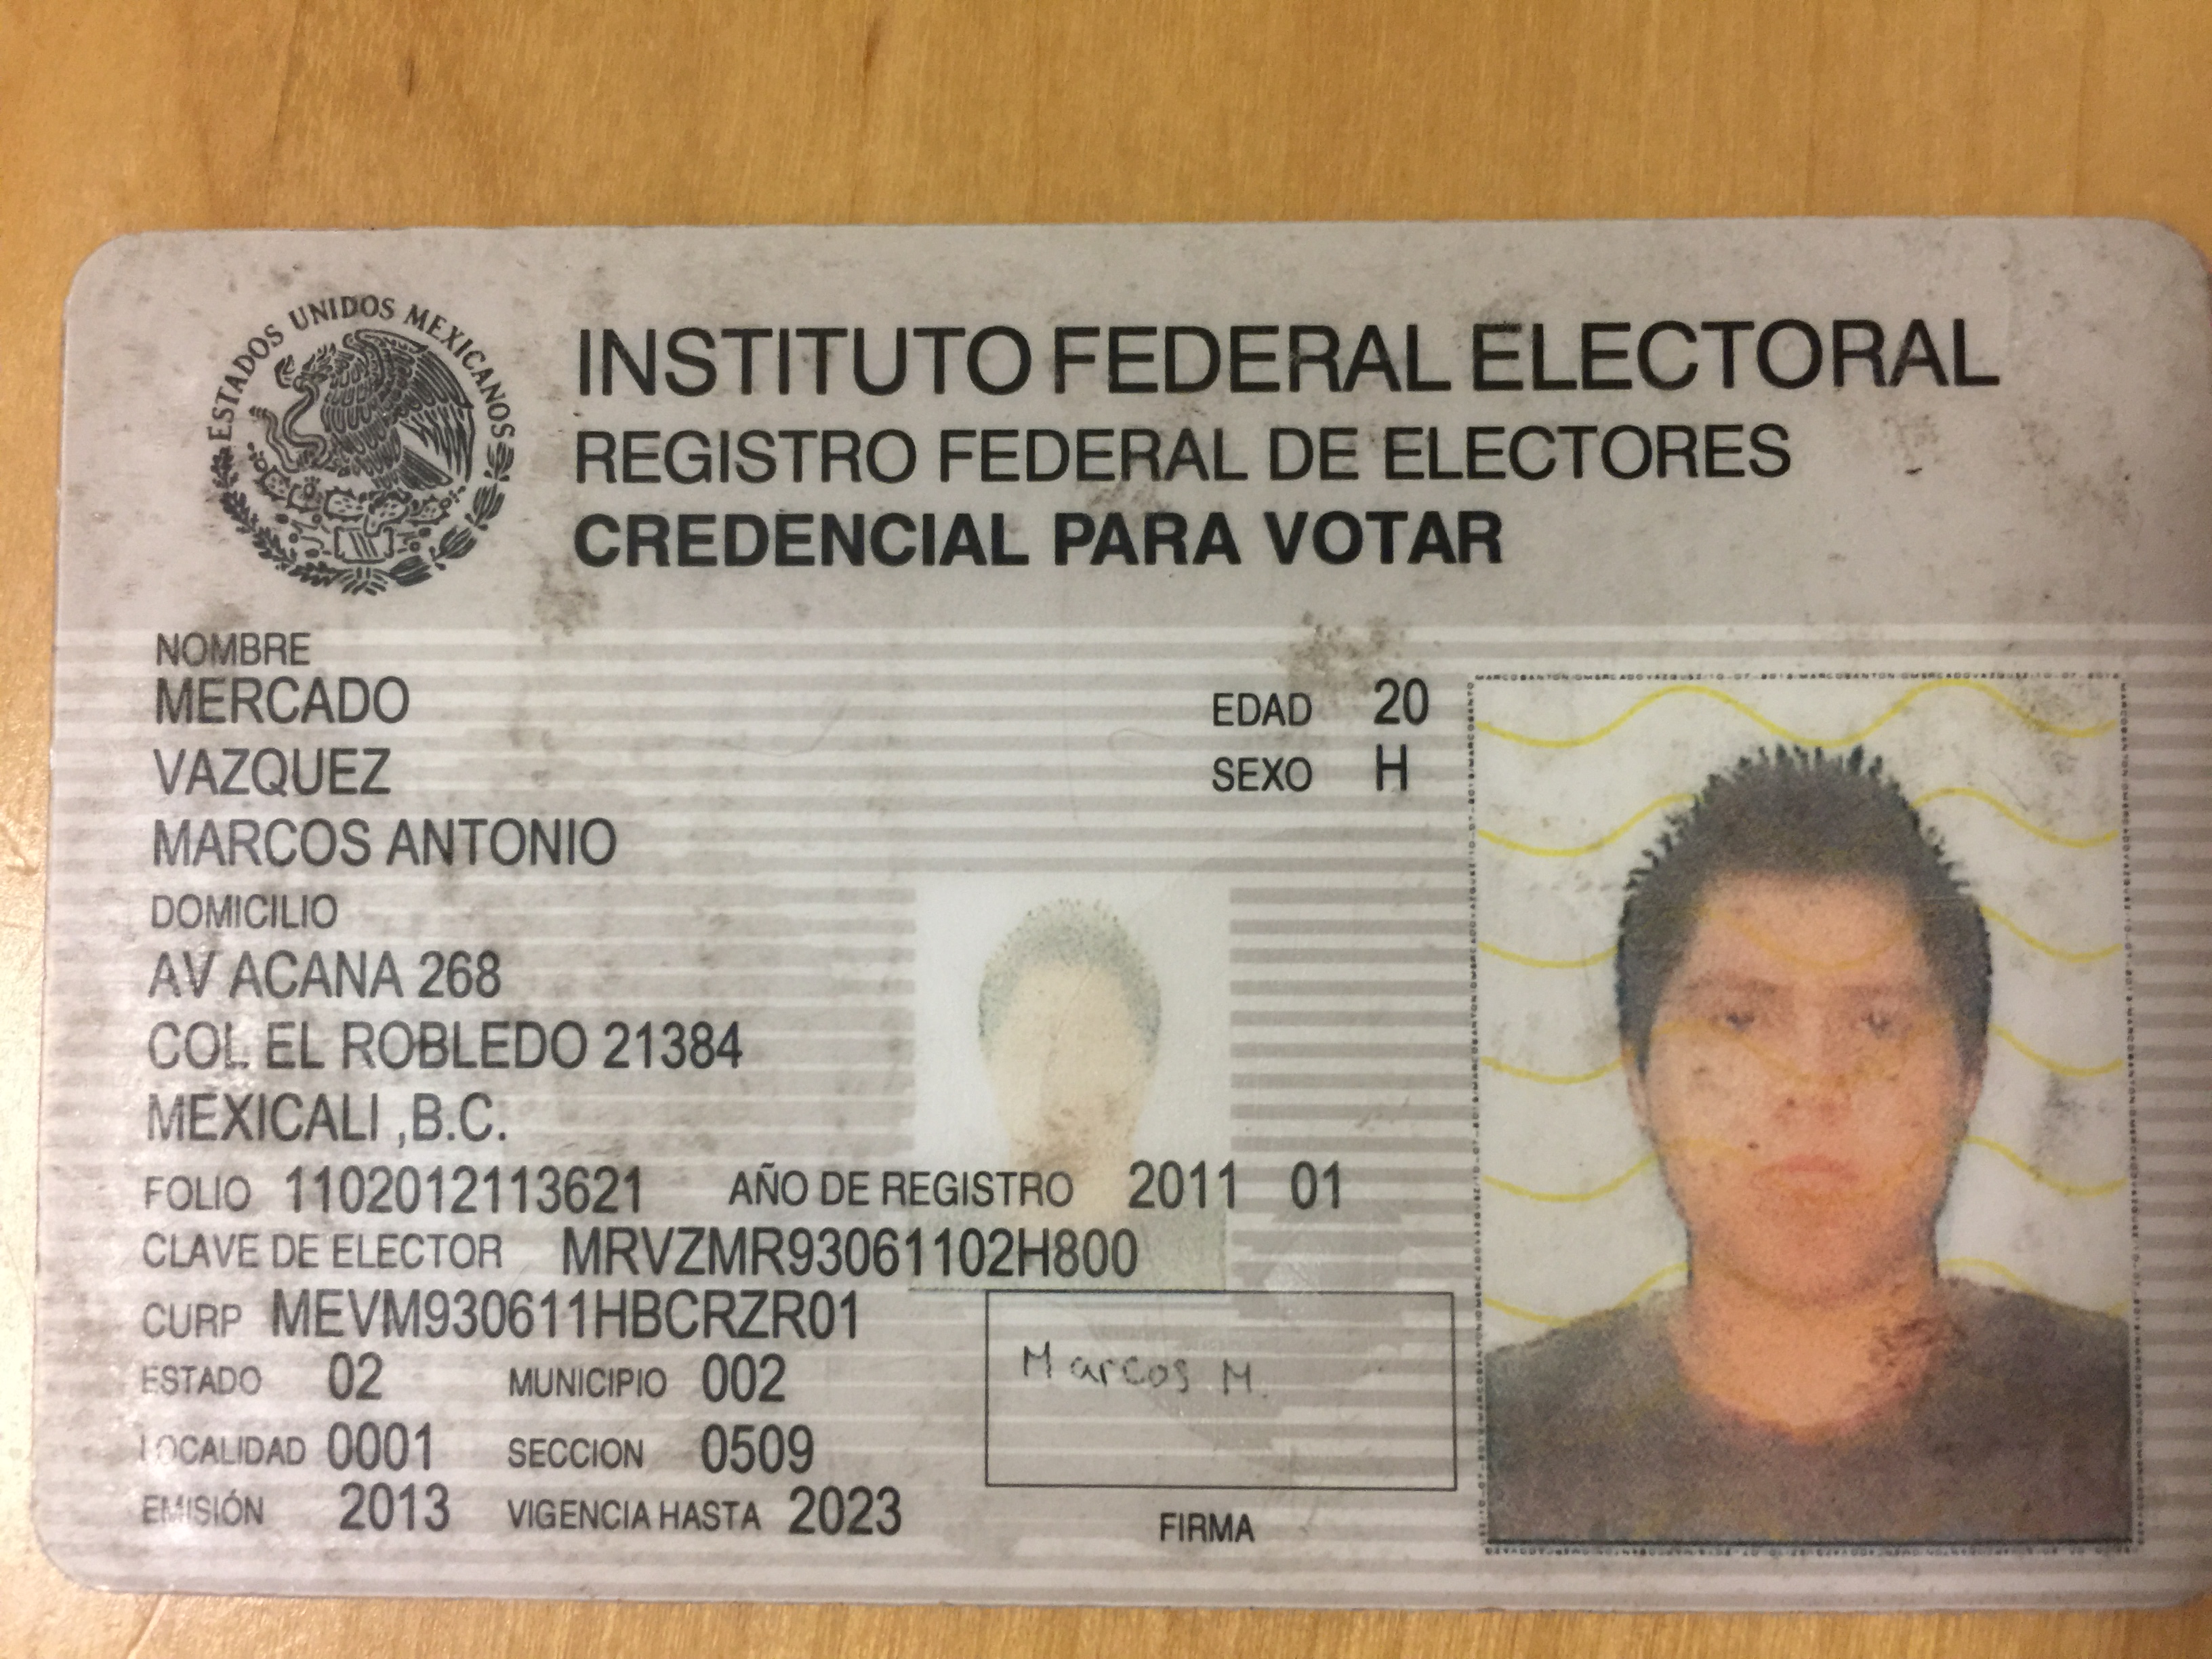 ESTADOS UNIDOS MEXICANOS
INSTITUTO FEDERAL ELECTORAL
REGISTRO FEDERAL DE ELECTORES
CREDENCIAL PARA VOTAR
NOMBRE
MERCADO
VAZQUEZ
MARCOS ANTONIO
EDAD 20
SEXO H
DOMICILIO
AV ACANA 268
COL EL ROBLEDO 21384
MEXICALI ,B.C.
FOLIO 1102012113621 AÑO DE REGISTRO 2011 01
CLAVE DE ELECTOR MRVZMR93061102H800
CURP MEVM930611HBCRZR01
ESTADO 02 MUNICIPIO 002
LOCALIDAD 0001 SECCION 0509
EMISIÓN 2013 VIGENCIA HASTA 2023
Marcos M.
FIRMA